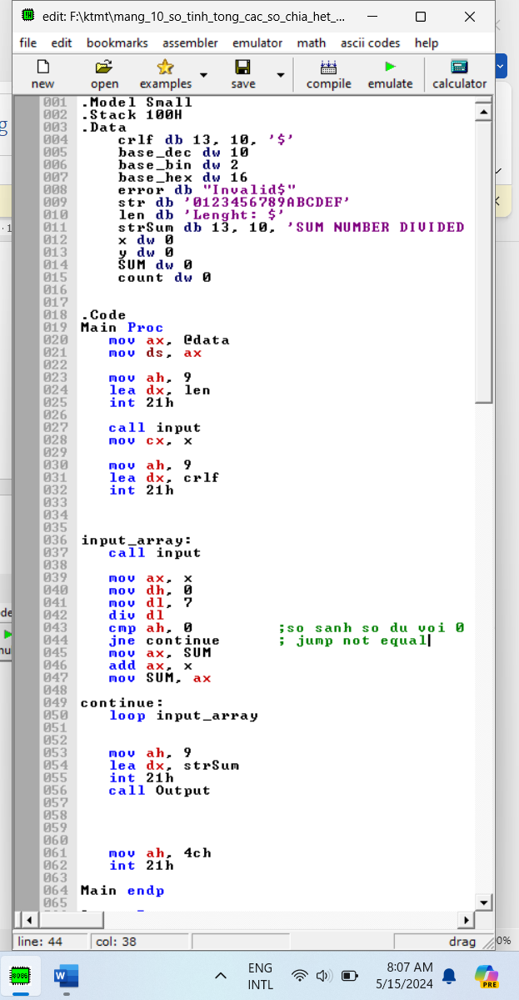 edit: F:\ktmt\mang_10_so_tinh_tong_cac_so_chia_het_...
file edit bookmarks assembler emulator math ascii codes help
new open examples save compile emulate calculator
001 .Model Small
002 .Stack 100H
003 .Data
004 crlf db 13, 10, '$'
005 base_dec dw 10
006 base_bin dw 2
007 base_hex dw 16
008 error db "Invalid$"
009 str db '0123456789ABCDEF'
010 len db 'Lenght: $'
011 strSum db 13, 10, 'SUM NUMBER DIVIDED
012 x dw 0
013 y dw 0
014 SUM dw 0
015 count dw 0
016
017
018 .Code
019 Main Proc
020 mov ax, @data
021 mov ds, ax
022
023 mov ah, 9
024 lea dx, len
025 int 21h
026
027 call input
028 mov cx, x
029
030 mov ah, 9
031 lea dx, crlf
032 int 21h
033
034
035
036 input_array:
037 call input
038
039 mov ax, x
040 mov dh, 0
041 mov dl, 7
042 div dl
043 cmp ah, 0 ;so sanh so du voi 0
044 jne continue ; jump not equal
045 mov ax, SUM
046 add ax, x
047 mov SUM, ax
048
049 continue:
050 loop input_array
051
052
053 mov ah, 9
054 lea dx, strSum
055 int 21h
056 call Output
057
058
059
060
061 mov ah, 4ch
062 int 21h
063
064 Main endp
065
line: 44 col: 38 drag
0%
ENG
INTL
8:07 AM
5/15/2024
PRE